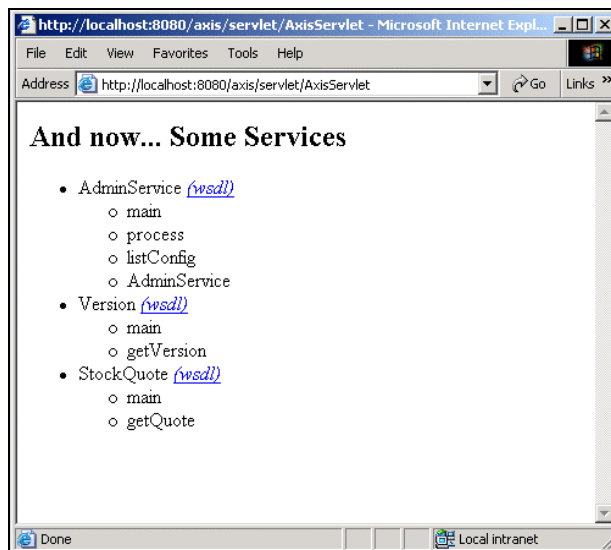 http://localhost:8080/axis/servlet/AxisServlet - Microsoft Internet Expl...
File Edit View Favorites Tools Help
Address http://localhost:8080/axis/servlet/AxisServlet Go Links »
And now... Some Services
• AdminService (wsdl)
○ main
○ process
○ listConfig
○ AdminService
• Version (wsdl)
○ main
○ getVersion
• StockQuote (wsdl)
○ main
○ getQuote
Done Local intranet